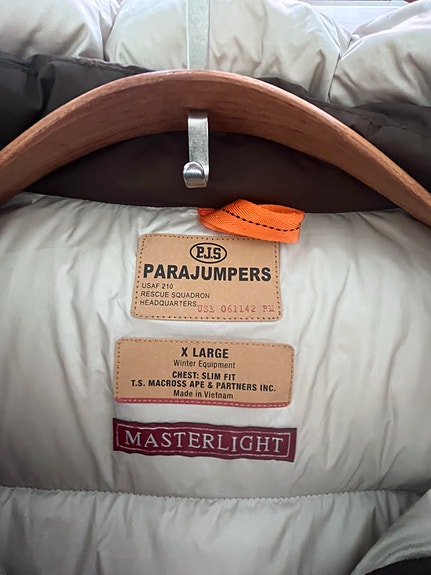 P.J.S
PARAJUMPERS
USAF 210
RESCUE SQUADRON
HEADQUARTERS USE 061142 RM
X LARGE
Winter Equipment
CHEST: SLIM FIT
T.S. MACROSS APE & PARTNERS INC.
Made in Vietnam
MASTERLIGHT